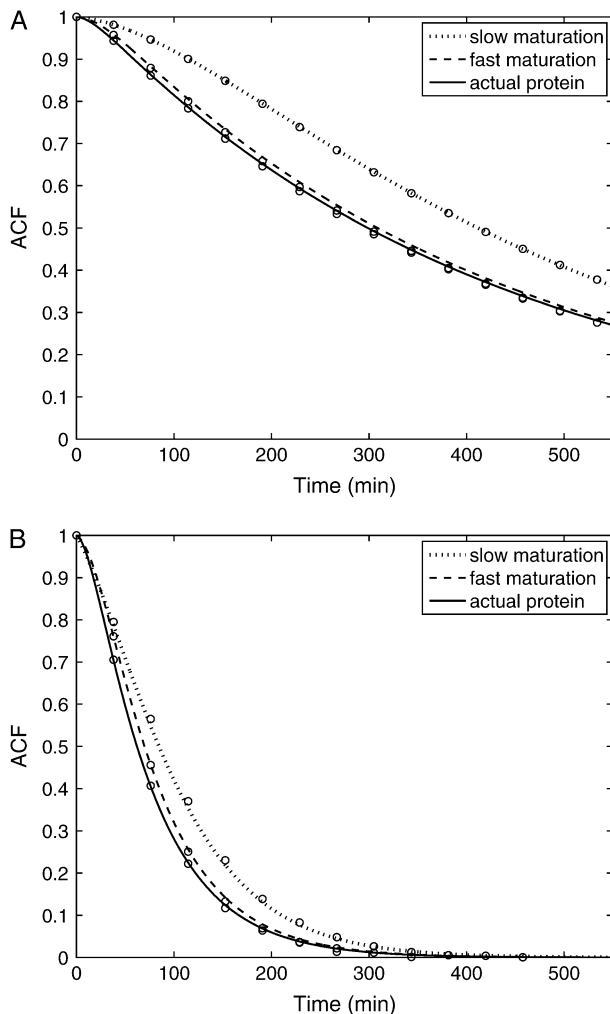 A
1
0.9
0.8
0.7
0.6
0.5
0.4
0.3
0.2
0.1
0
ACF
slow maturation
fast maturation
actual protein
0 100 200 300 400 500
Time (min)
B
1
0.9
0.8
0.7
0.6
0.5
0.4
0.3
0.2
0.1
0
ACF
slow maturation
fast maturation
actual protein
0 100 200 300 400 500
Time (min)